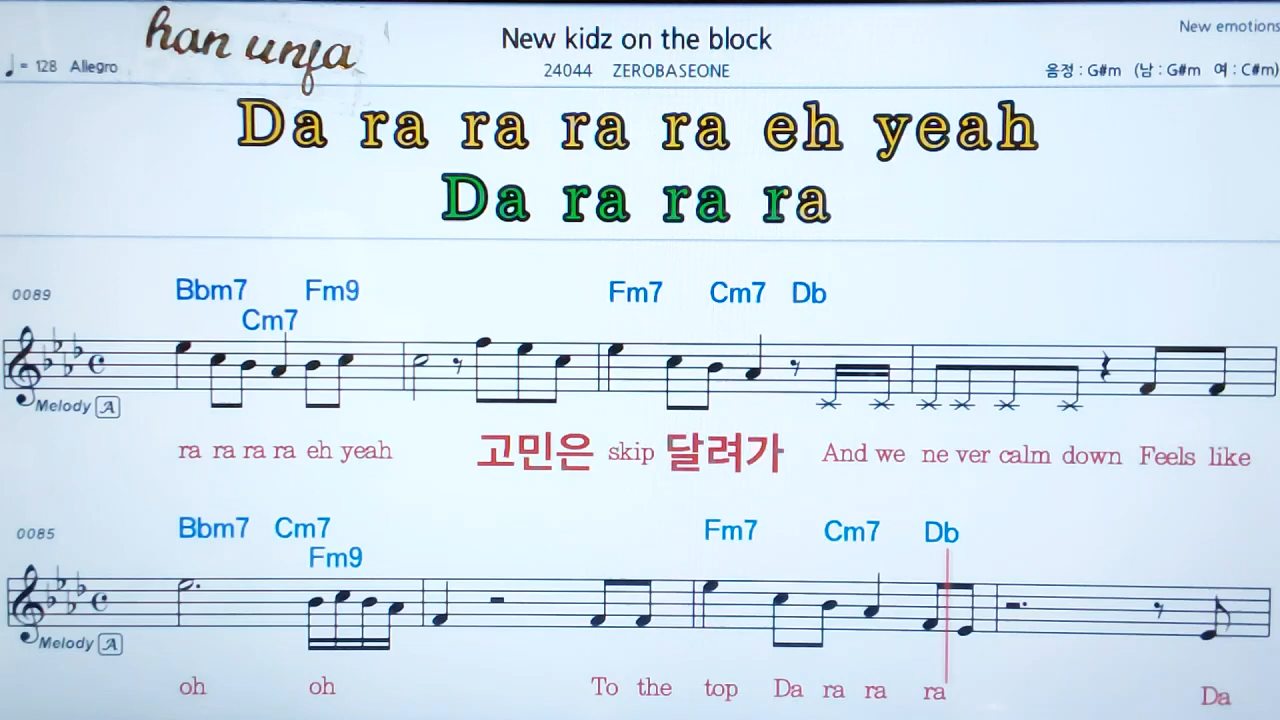 han unfa
New kidz on the block
New emotions
♩= 128 Allegro
24044 ZEROBASEONE
음정 : G#m (남 : G#m 여 : C#m)
Da ra ra ra ra eh yeah
Da ra ra ra
0089 Bbm7 Fm9 Fm7 Cm7 Db
Cm7
Melody A
ra ra ra ra eh yeah 고민은 skip 달려가 And we ne ver calm down Feels like
0085 Bbm7 Cm7 Fm7 Cm7 Db
Fm9
Melody A
oh oh To the top Da ra ra ra Da